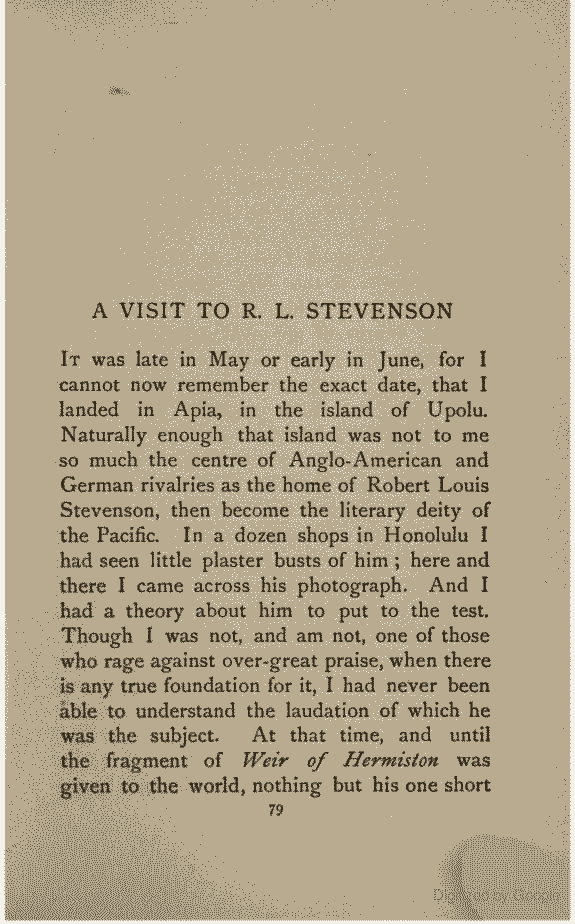 A VISIT TO R. L. STEVENSON
It was late in May or early in June, for I
cannot now remember the exact date, that I
landed in Apia, in the island of Upolu.
Naturally enough that island was not to me
so much the centre of Anglo-American and
German rivalries as the home of Robert Louis
Stevenson, then become the literary deity of
the Pacific. In a dozen shops in Honolulu I
had seen little plaster busts of him ; here and
there I came across his photograph. And I
had a theory about him to put to the test.
Though I was not, and am not, one of those
who rage against over-great praise, when there
is any true foundation for it, I had never been
able to understand the laudation of which he
was the subject. At that time, and until
the fragment of Weir of Hermiston was
given to the world, nothing but his one short
79
Digitized by Google